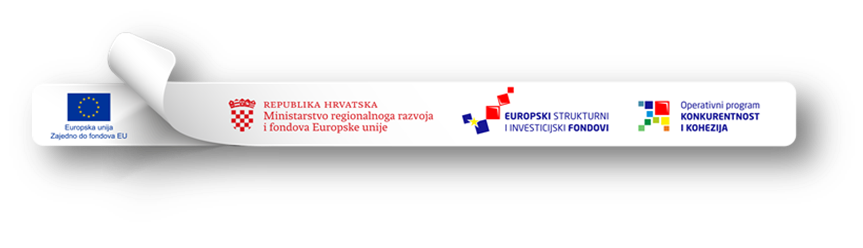 Europska unija
Zajedno do fondova EU
REPUBLIKA HRVATSKA
Ministarstvo regionalnoga razvoja
i fondova Europske unije
EUROPSKI STRUKTURNI
I INVESTICIJSKI FONDOVI
Operativni program
KONKURENTNOST
I KOHEZIJA